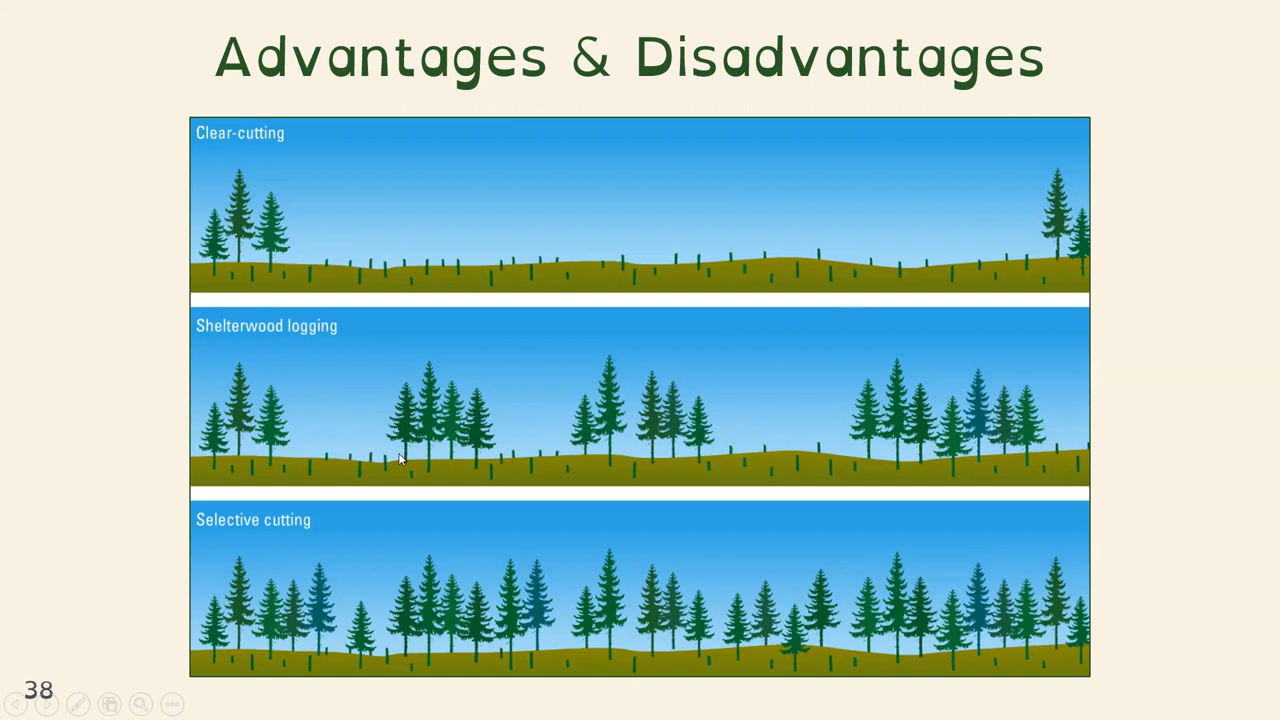 Advantages & Disadvantages
Clear-cutting
Shelterwood logging
Selective cutting
38